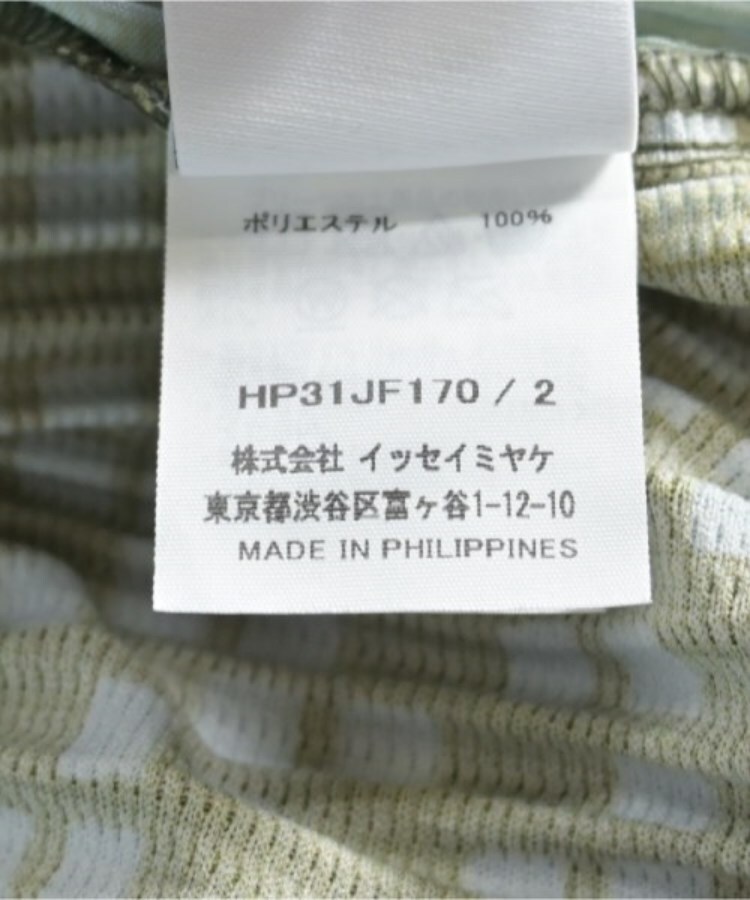 ポリエステル 100%
HP31JF170 / 2
株式会社 イッセイミヤケ
東京都渋谷区富ヶ谷1-12-10
MADE IN PHILIPPINES